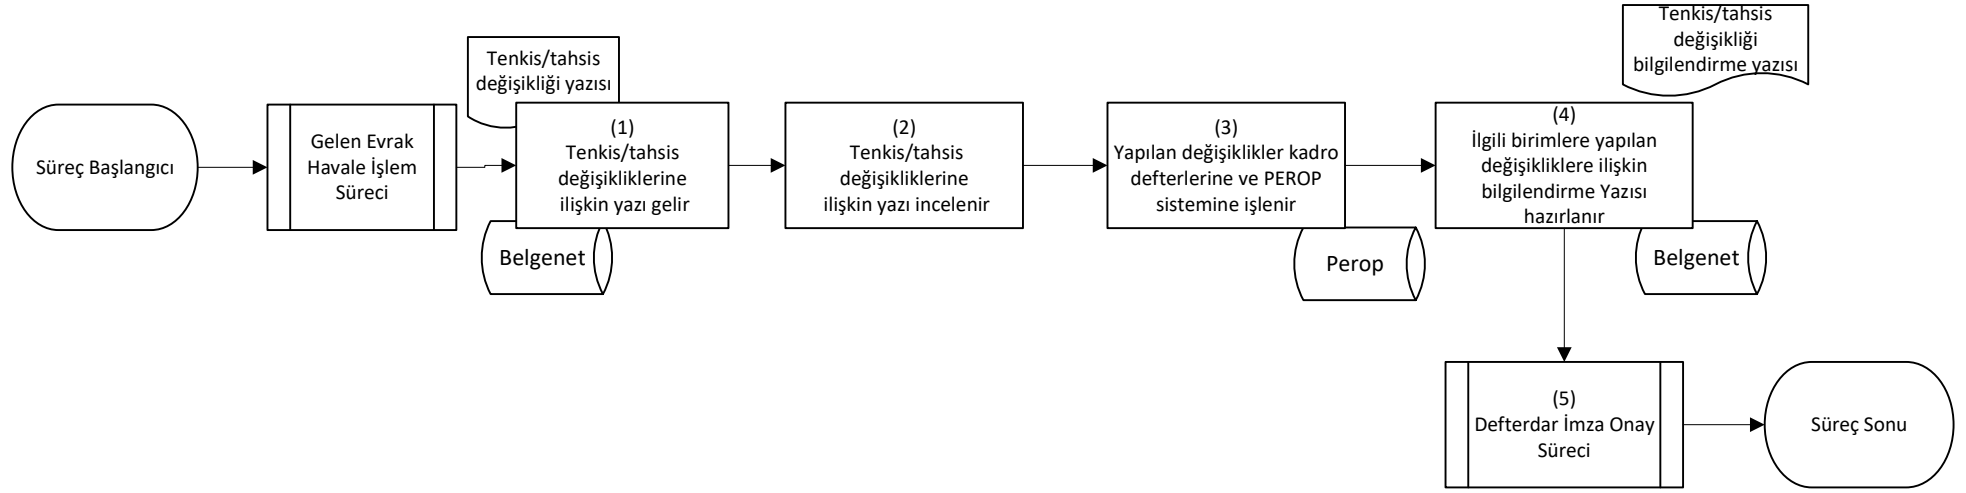 Süreç Başlangıcı
Gelen Evrak
Havale İşlem
Süreci
Tenkis/tahsis
değişikliği yazısı
(1)
Tenkis/tahsis
değişikliklerine
ilişkin yazı gelir
Belgenet
(2)
Tenkis/tahsis
değişikliklerine
ilişkin yazı incelenir
(3)
Yapılan değişiklikler kadro
defterlerine ve PEROP
sistemine işlenir
Perop
Tenkis/tahsis
değişikliği
bilgilendirme yazısı
(4)
İlgili birimlere yapılan
değişikliklere ilişkin
bilgilendirme Yazısı
hazırlanır
Belgenet
(5)
Defterdar İmza Onay
Süreci
Süreç Sonu